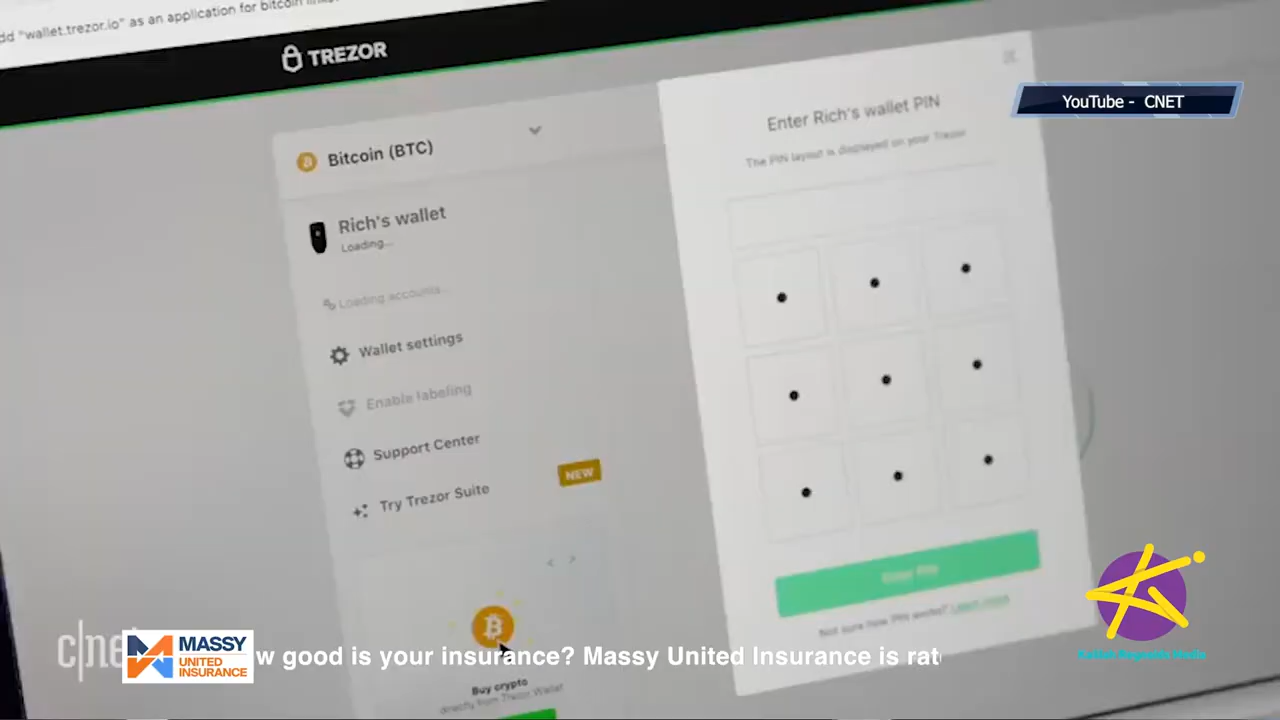 dd "wallet.trezor.io" as an application for bitcoin links
TREZOR
YouTube - CNET
Bitcoin (BTC)
Rich's wallet
Loading...
Loading accounts...
Wallet settings
Enable labeling
Support Center
Try Trezor Suite
NEW
Buy crypto
directly from Trezor Wallet
Enter Rich's wallet PIN
The PIN layout is displayed on your Trezor
Enter PIN
Not sure how PIN works? Learn more
c|net
MASSY
UNITED
INSURANCE
w good is your insurance? Massy United Insurance is rat